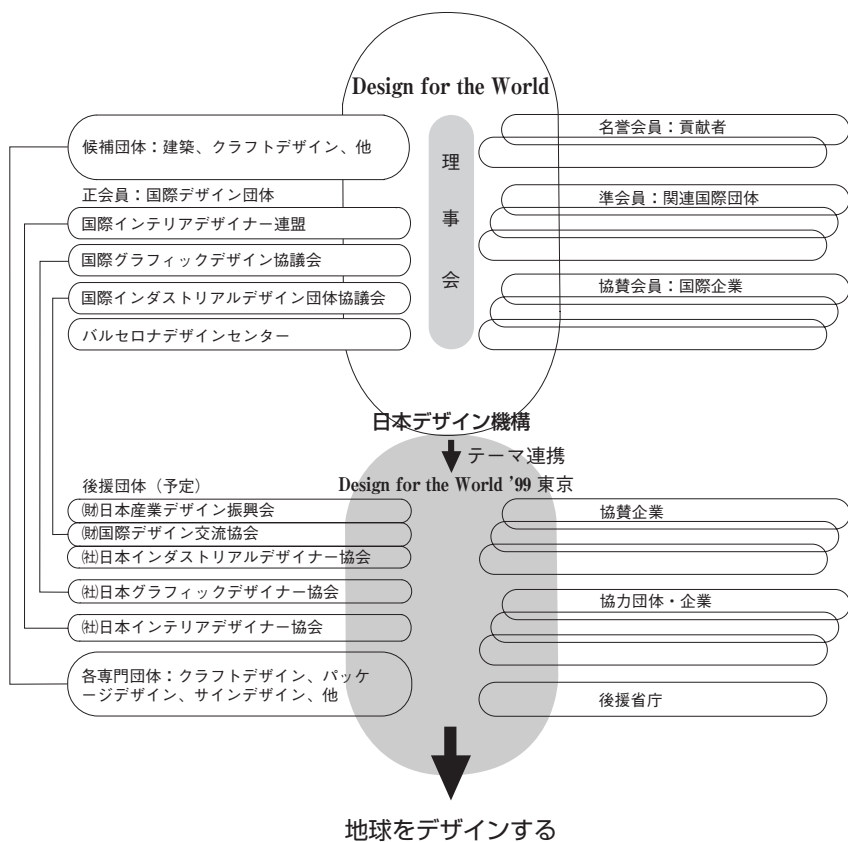 Design for the World
理
事
会
候補団体：建築、クラフトデザイン、他
正会員：国際デザイン団体
国際インテリアデザイナー連盟
国際グラフィックデザイン協議会
国際インダストリアルデザイン団体協議会
バルセロナデザインセンター
名誉会員：貢献者
準会員：関連国際団体
協賛会員：国際企業
日本デザイン機構
テーマ連携
Design for the World ’99 東京
後援団体（予定）
㈶日本産業デザイン振興会
㈶国際デザイン交流協会
㈳日本インダストリアルデザイナー協会
㈳日本グラフィックデザイナー協会
㈳日本インテリアデザイナー協会
各専門団体：クラフトデザイン、パッケ
ージデザイン、サインデザイン、他
協賛企業
協力団体・企業
後援省庁
地球をデザインする